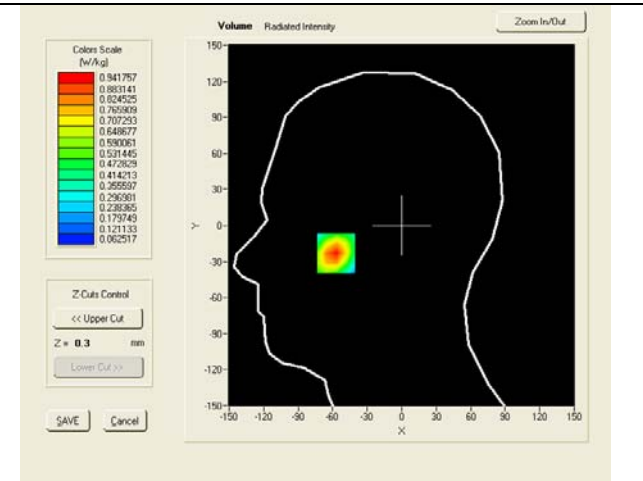 Volume Radiated Intensity
Zoom In/Out
Colors Scale
(W/kg)
0.941757
0.883141
0.824525
0.765909
0.707293
0.648677
0.590061
0.531445
0.472829
0.414213
0.355597
0.296981
0.238365
0.179749
0.121133
0.062517
Z-Cuts Control
<< Upper Cut
Z = 0.3 mm
Lower Cut >>
SAVE Cancel
150
120
90
60
30
0
-30
-60
-90
-120
-150
Y
-150 -120 -90 -60 -30 0 30 60 90 120 150
X